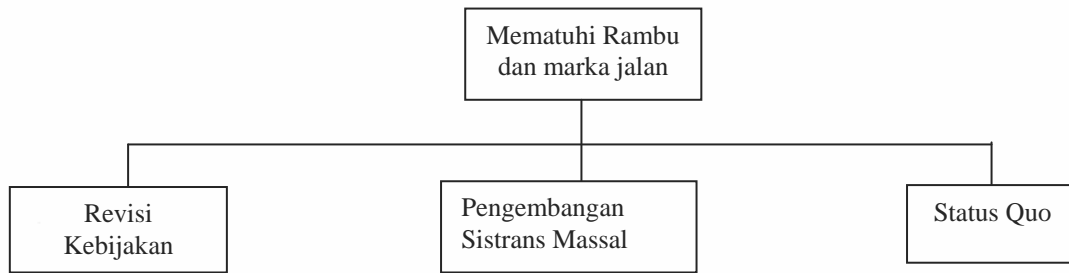 Mematuhi Rambu
dan marka jalan
Revisi
Kebijakan
Pengembangan
Sistrans Massal
Status Quo